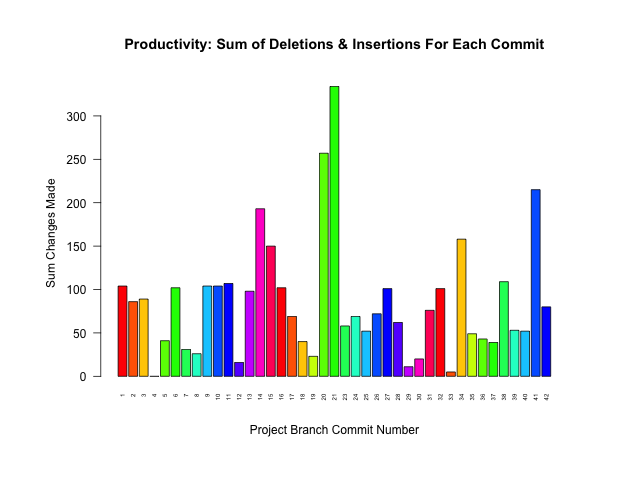 Productivity: Sum of Deletions & Insertions For Each Commit
300
250
200
150
100
50
0
Sum Changes Made
1 2 3 4 5 6 7 8 9 10 11 12 13 14 15 16 17 18 19 20 21 23 24 25 26 27 28 29 30 31 32 33 34 35 36 37 38 39 40 41 42
Project Branch Commit Number